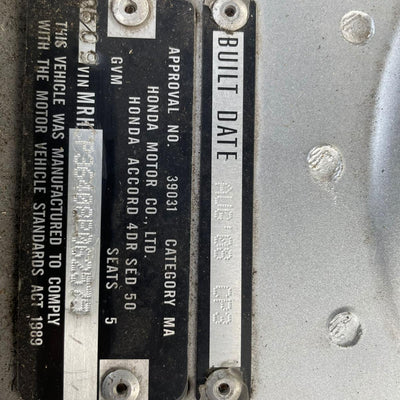 BUILT DATE AUG'08 CP3
APPROVAL NO. 39031 CATEGORY MA
HONDA MOTOR CO., LTD.
HONDA ACCORD 4DR SED 50
GVM SEATS 5
VIN
THIS VEHICLE WAS MANUFACTURED TO COMPLY
WITH THE MOTOR VEHICLE STANDARDS ACT 1989